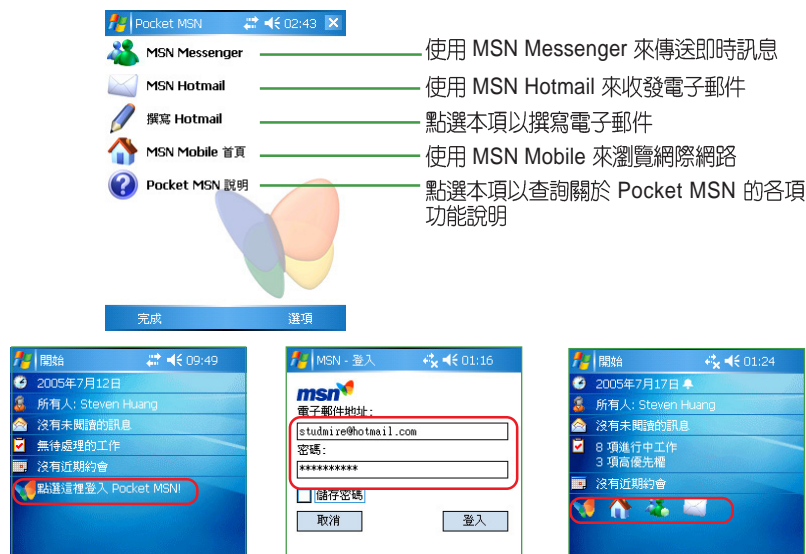 Pocket MSN 02:43
MSN Messenger
MSN Hotmail
撰寫 Hotmail
MSN Mobile 首頁
Pocket MSN 說明
完成 選項
使用 MSN Messenger 來傳送即時訊息
使用 MSN Hotmail 來收發電子郵件
點選本項以撰寫電子郵件
使用 MSN Mobile 來瀏覽網際網路
點選本項以查詢關於 Pocket MSN 的各項
功能說明
開始 09:49
2005年7月12日
所有人: Steven Huang
沒有未閱讀的訊息
無待處理的工作
沒有近期約會
點選這裡登入 Pocket MSN!
MSN - 登入 01:16
msn
電子郵件地址:
studmire@hotmail.com
密碼:
**********
儲存密碼
取消 登入
開始 01:24
2005年7月17日
所有人: Steven Huang
沒有未閱讀的訊息
8 項進行中工作
3 項高優先權
沒有近期約會